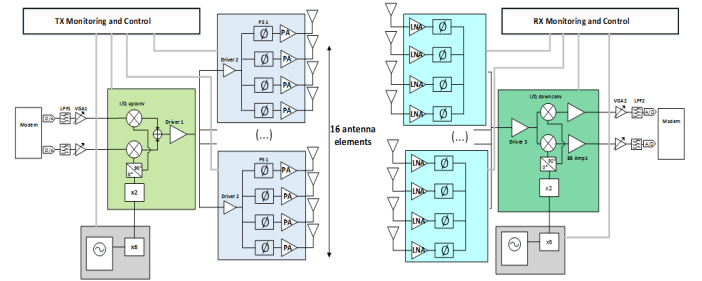 TX Monitoring and Control
RX Monitoring and Control
PS 1
Ø PA
Driver 2
Ø PA
Ø PA
Ø PA
LNA Ø
LNA Ø
LNA Ø
LNA Ø
I/Q upconv
Driver 1
LPF1 VGA1
Modem
D/A
D/A
90°
0°
x2
x6
(...)
16 antenna
elements
(...)
PS 1
Ø PA
Ø PA
Driver 2
Ø PA
Ø PA
LNA Ø
LNA Ø
LNA Ø
LNA Ø
I/Q downconv
Driver 3
BB Amp1
90°
0°
x2
x6
VGA2 LPF2
A/D
A/D
Modem